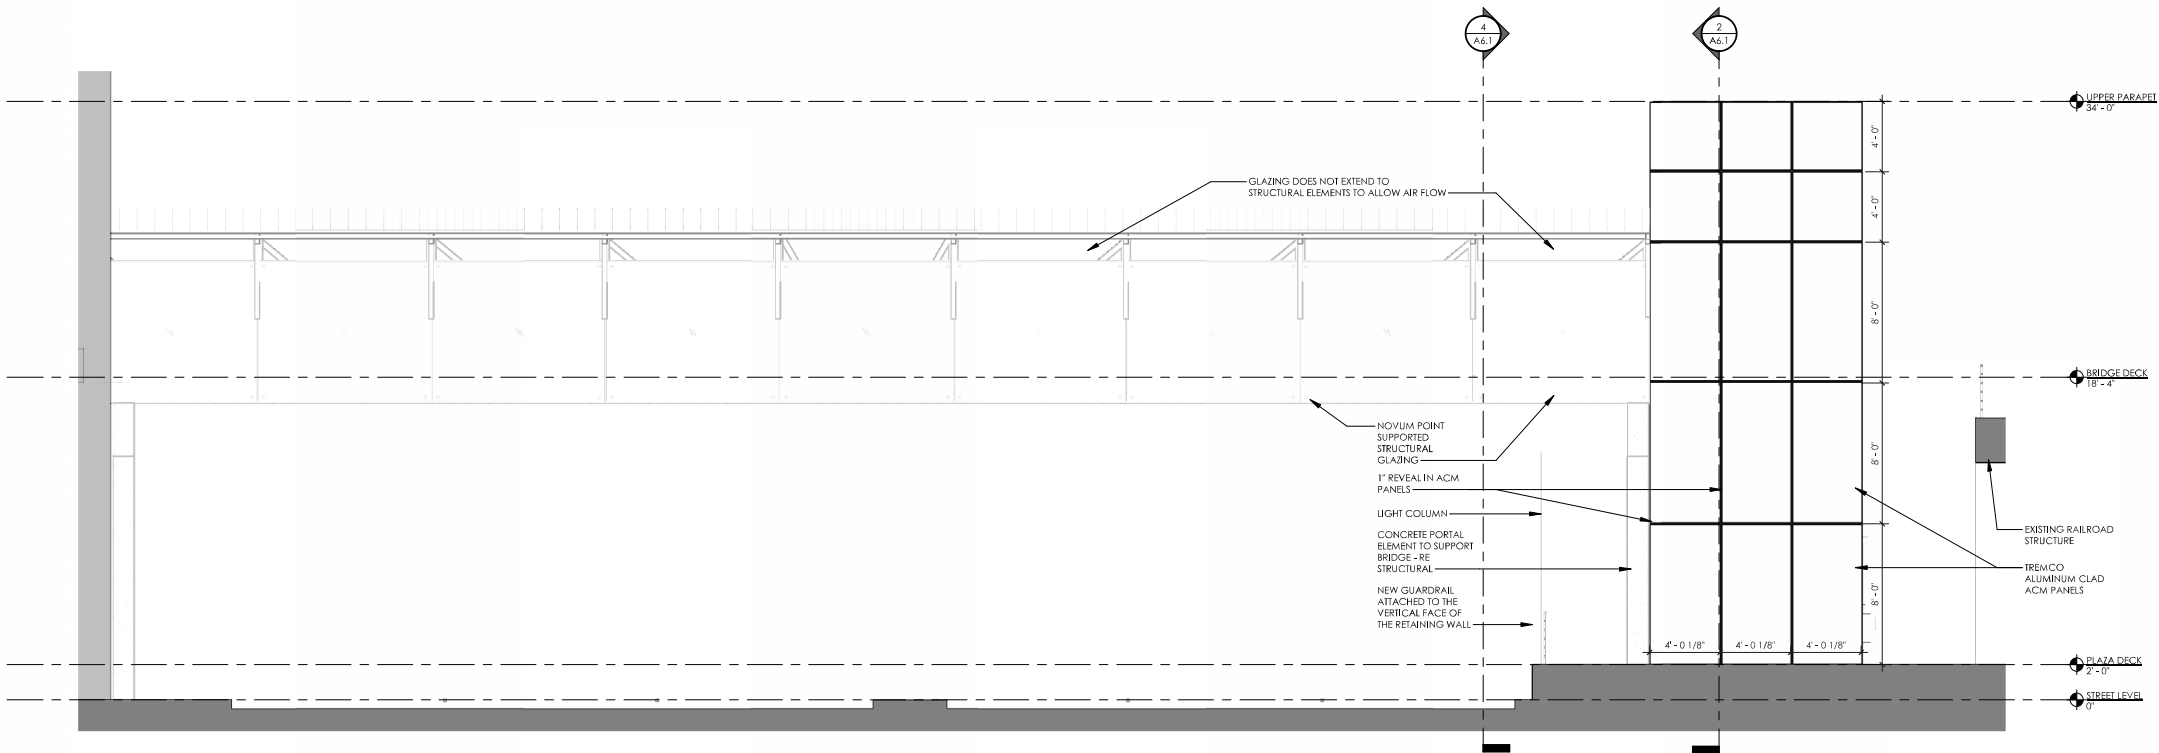 4
A6.1
2
A6.1
UPPER PARAPET
34' - 0"
4' - 0"
GLAZING DOES NOT EXTEND TO
STRUCTURAL ELEMENTS TO ALLOW AIR FLOW
4' - 0"
8' - 0"
BRIDGE DECK
18' - 4"
NOVUM POINT
SUPPORTED
STRUCTURAL
GLAZING
8' - 0"
1" REVEAL IN ACM
PANELS
LIGHT COLUMN
CONCRETE PORTAL
ELEMENT TO SUPPORT
BRIDGE - RE
STRUCTURAL
NEW GUARDRAIL
ATTACHED TO THE
VERTICAL FACE OF
THE RETAINING WALL
EXISTING RAILROAD
STRUCTURE
TREMCO
ALUMINUM CLAD
ACM PANELS
8' - 0"
4' - 0 1/8"
4' - 0 1/8"
4' - 0 1/8"
PLAZA DECK
2' - 0"
STREET LEVEL
0"